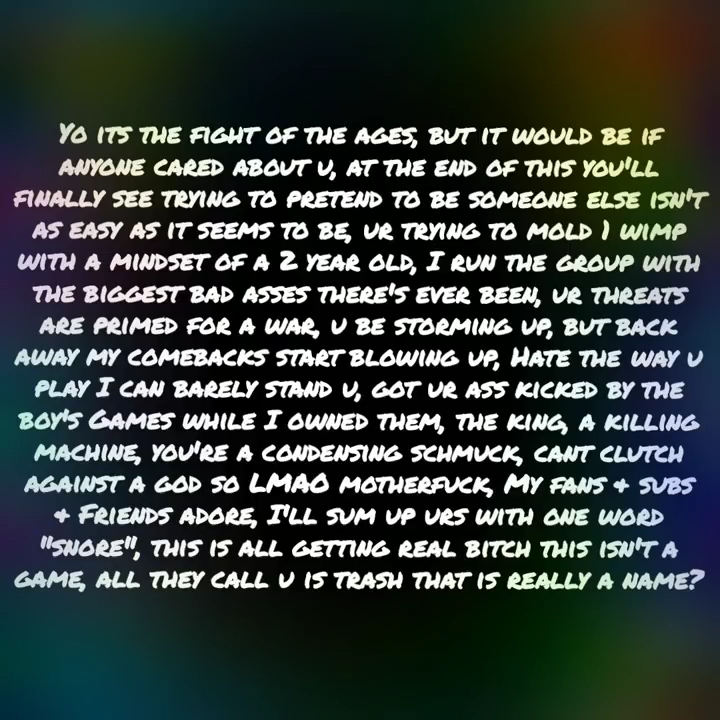 Yo its the fight of the ages, but it would be if
anyone cared about u, at the end of this you'll
finally see trying to pretend to be someone else isn't
as easy as it seems to be, ur trying to mold 1 wimp
with a mindset of a 2 year old, I run the group with
the biggest bad asses there's ever been, ur threats
are primed for a war, u be storming up, but back
away my comebacks start blowing up, Hate the way u
play I can barely stand u, got ur ass kicked by the
boy's Games while I owned them, the king, a killing
machine, you're a condensing schmuck, cant clutch
against a god so LMAO motherfuck, My fans & subs
& Friends adore, I'll sum up urs with one word
"snore", this is all getting real bitch this isn't a
game, all they call u is trash that is really a name?